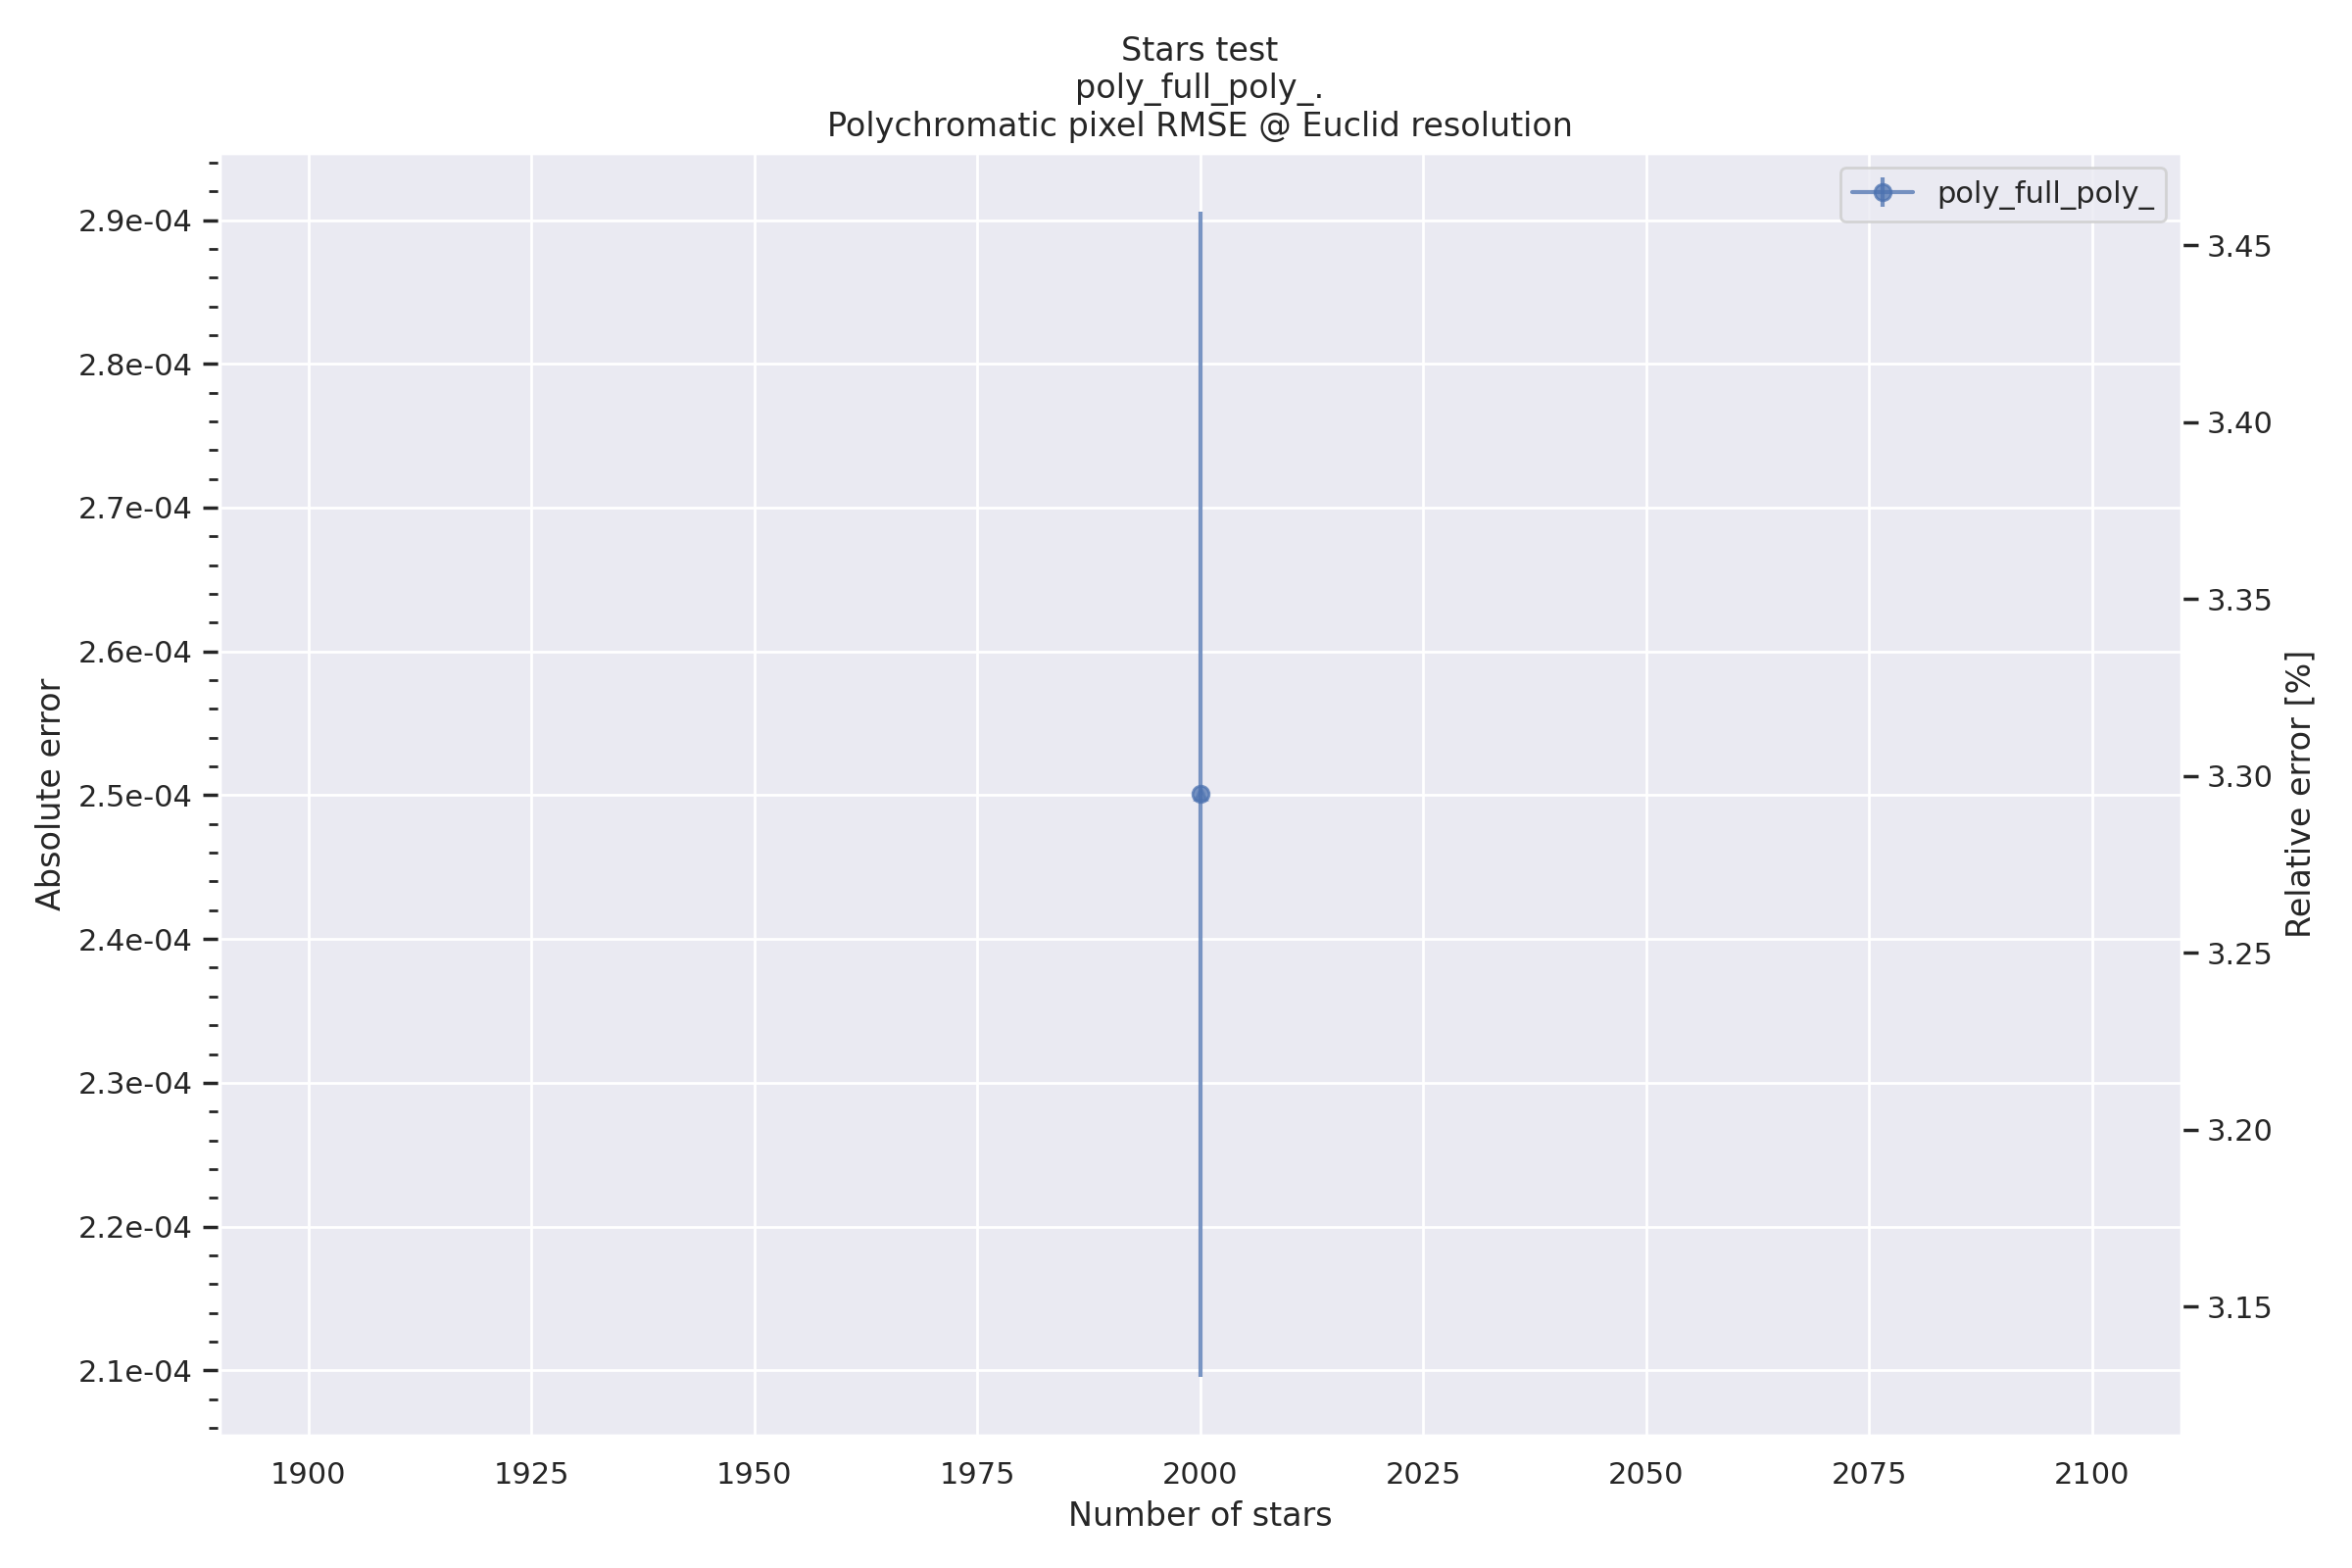 Stars test
poly_full_poly_.
Polychromatic pixel RMSE @ Euclid resolution
poly_full_poly_
Absolute error
2.9e-04
2.8e-04
2.7e-04
2.6e-04
2.5e-04
2.4e-04
2.3e-04
2.2e-04
2.1e-04
3.45
3.40
3.35
3.30
3.25
3.20
3.15
Relative error [%]
1900 1925 1950 1975 2000 2025 2050 2075 2100
Number of stars